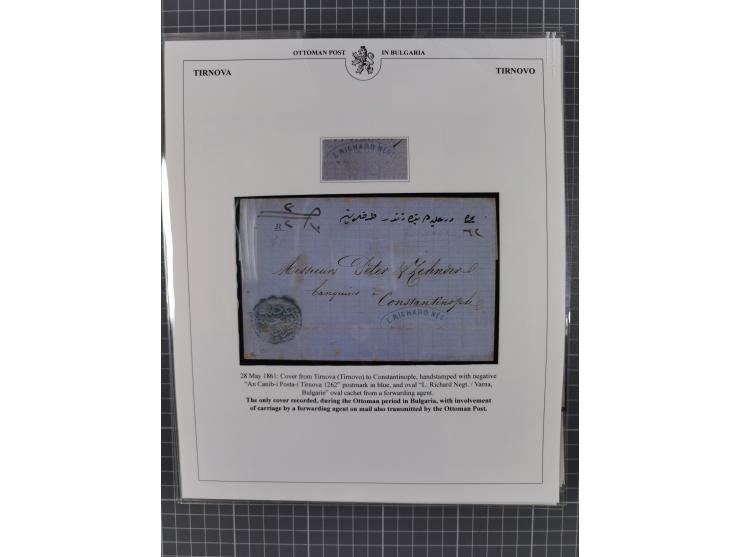 OTTOMAN POST IN BULGARIA
TIRNOVA TIRNOVO
L RICHARD NEGT
Messieurs Peter & Zehnder
banquiers à
Constantinople
L. RICHARD NEGT
28 May 1861: Cover from Tirnova (Tirnovo) to Constantinople, handstamped with negative
“An Canib-i Posta-i Tirnova 1262” postmark in blue, and oval “L. Richard Negt. / Varna,
Bulgarie” oval cachet from a forwarding agent.
The only cover recorded, during the Ottoman period in Bulgaria, with involvement
of carriage by a forwarding agent on mail also transmitted by the Ottoman Post.